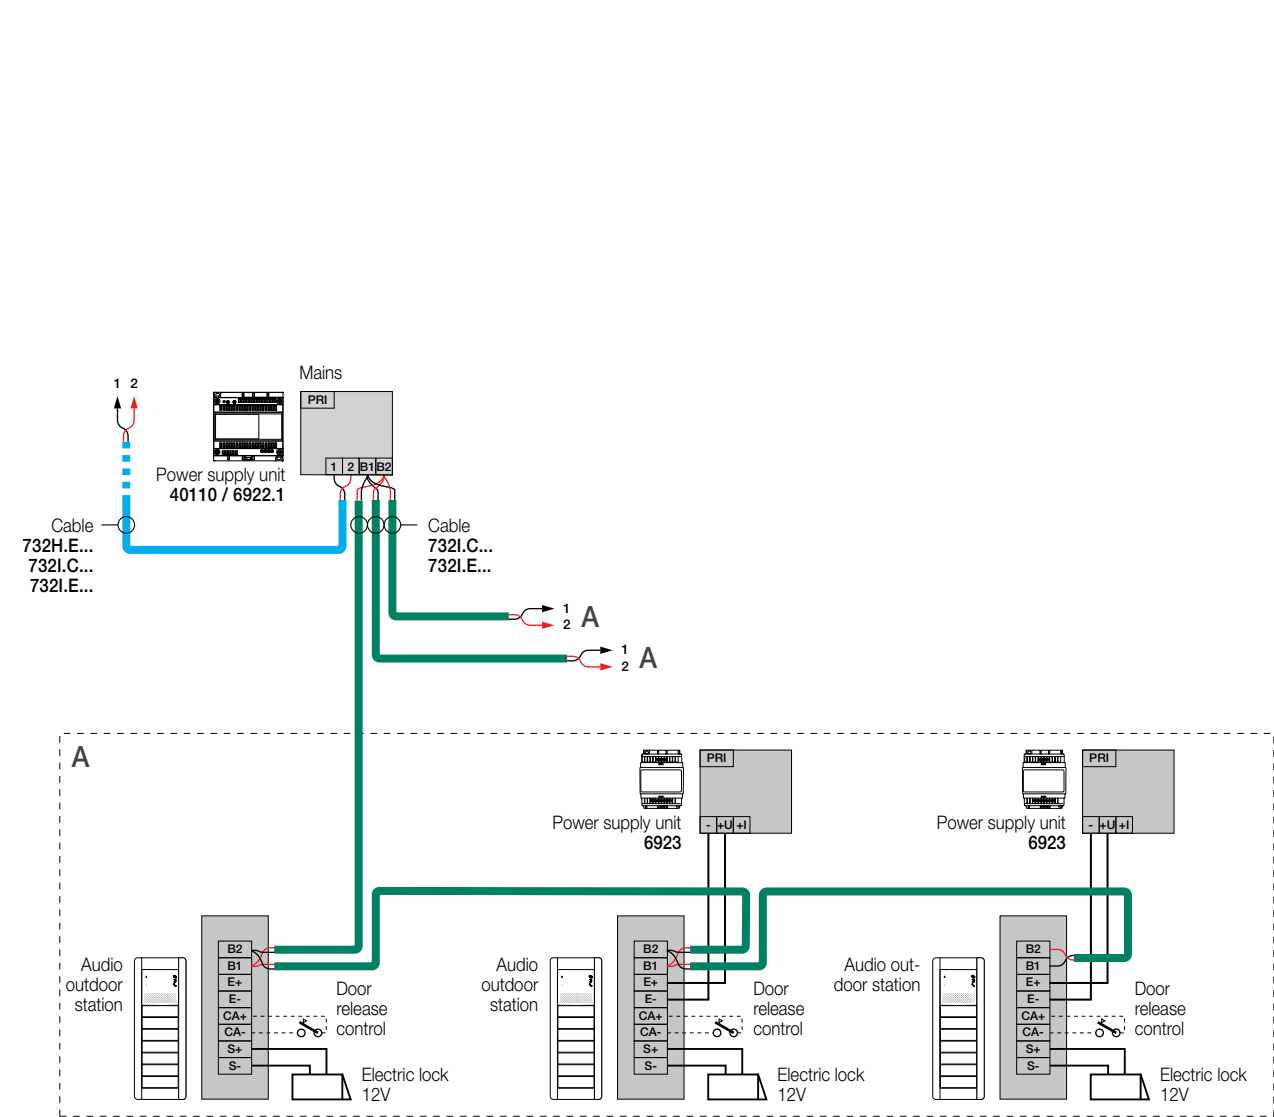 Mains
1 2
PRI
1 2 B1 B2
Power supply unit
40110 / 6922.1
Cable
732H.E...
732I.C...
732I.E...
Cable
732I.C...
732I.E...
1
2
A
1
2
A
A
PRI
- +U +I
Power supply unit
6923
PRI
- +U +I
Power supply unit
6923
Audio
outdoor
station
B2
B1
E+
E-
CA+
CA-
S+
S-
Door
release
control
Electric lock
12V
Audio
outdoor
station
B2
B1
E+
E-
CA+
CA-
S+
S-
Door
release
control
Electric lock
12V
Audio out-
door station
B2
B1
E+
E-
CA+
CA-
S+
S-
Door
release
control
Electric lock
12V